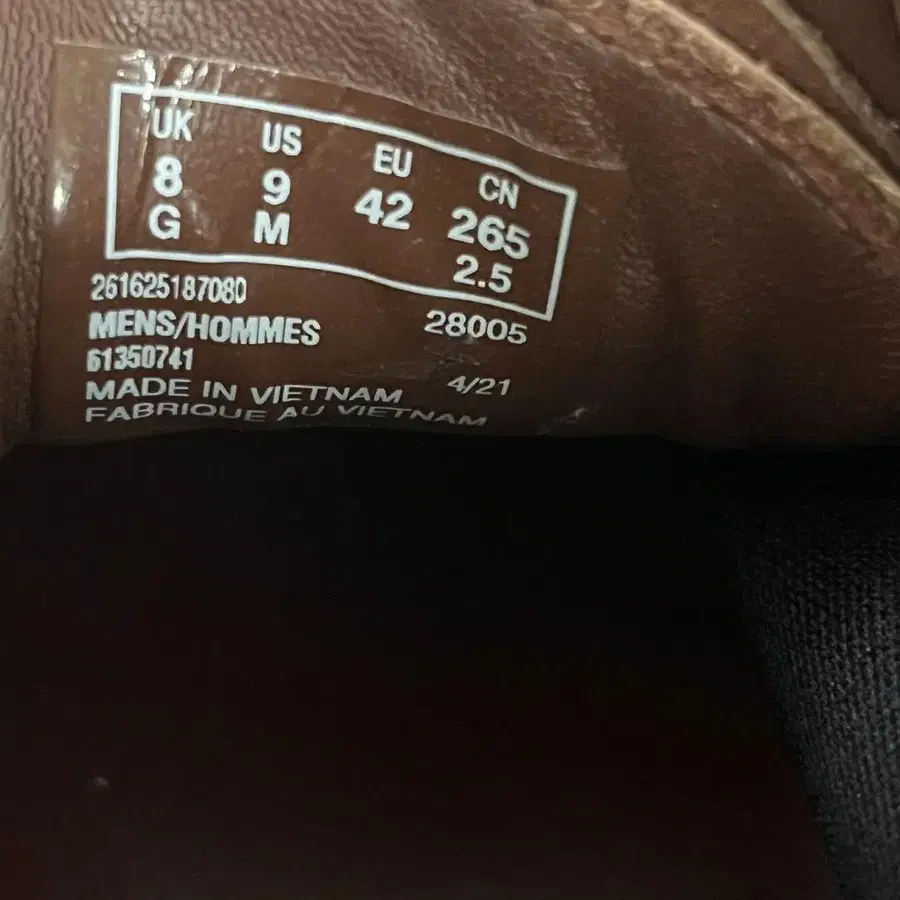 UK US EU CN
8 9 42 265
G M 2.5
261625187080
MENS/HOMMES 28005
61350741
MADE IN VIETNAM 4/21
FABRIQUE AU VIETNAM